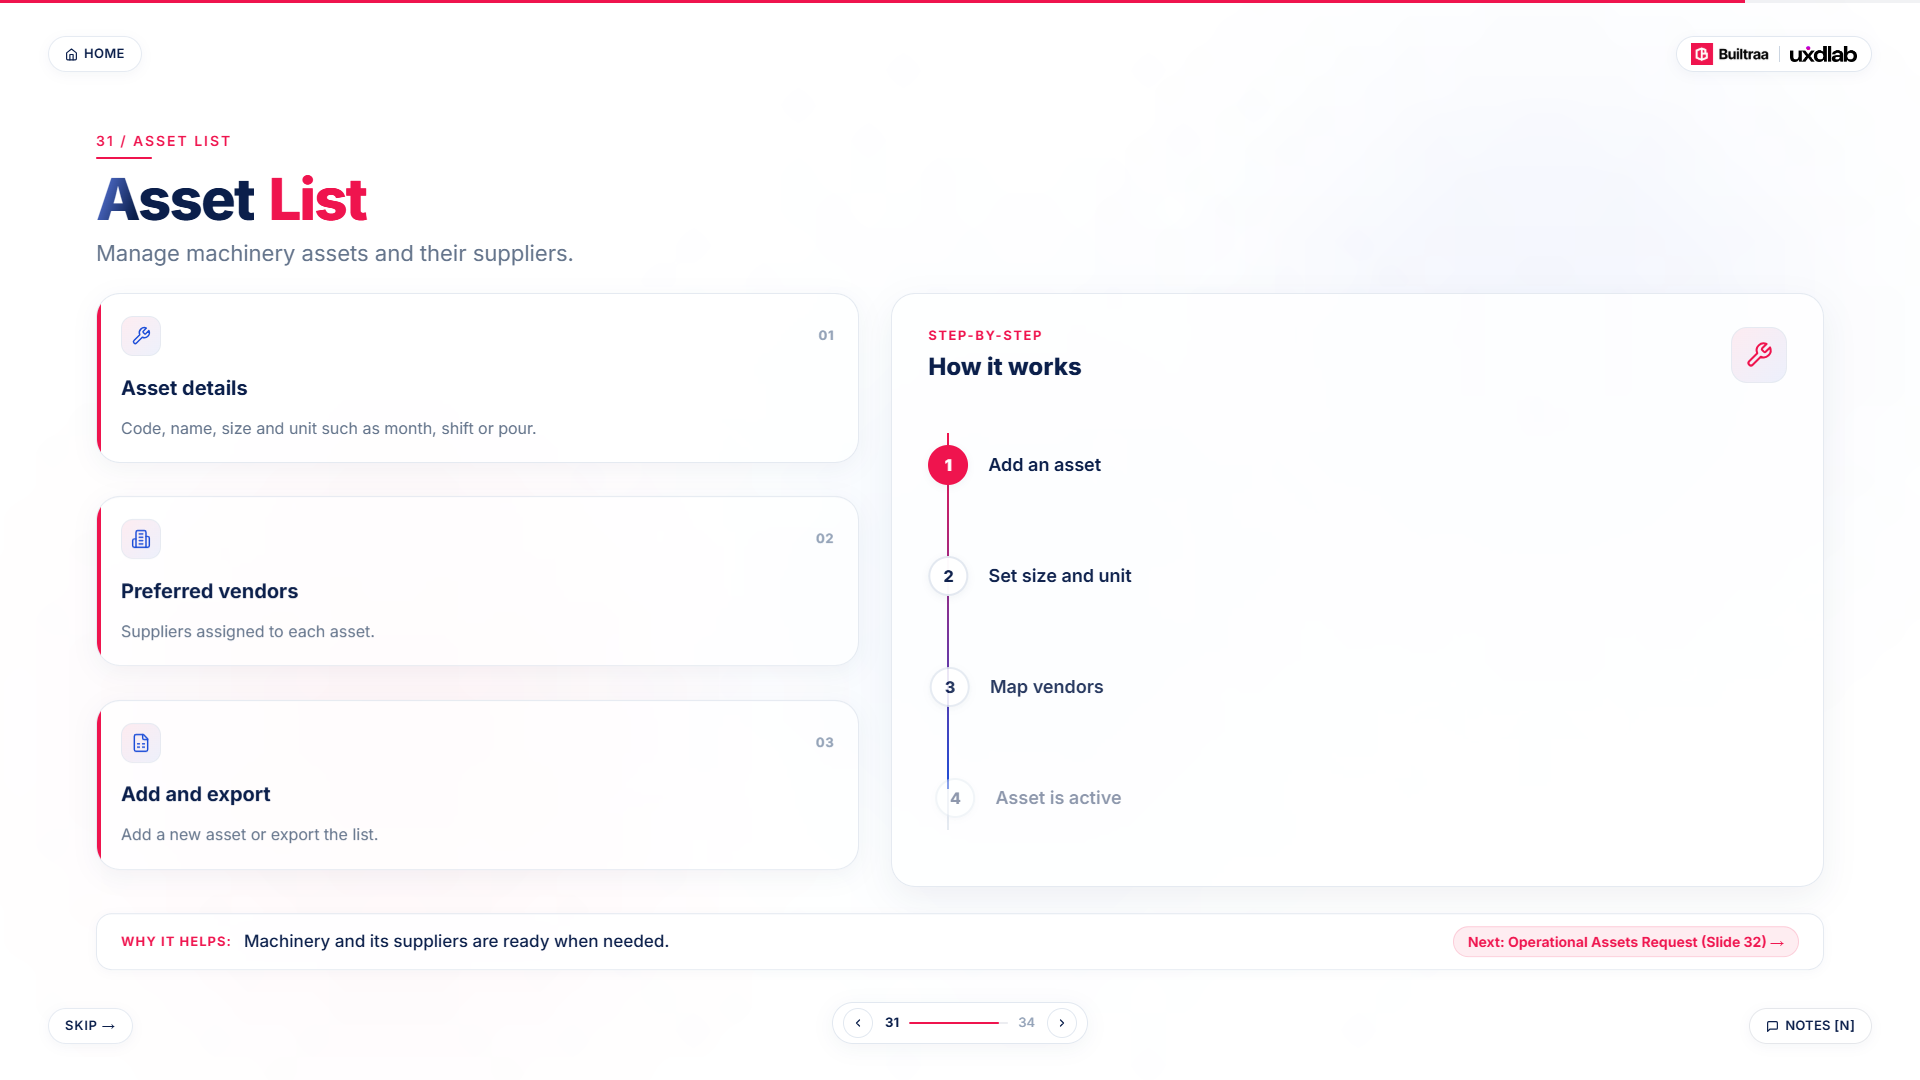 HOME
Builtraa
uxdlab
31 / ASSET LIST
Asset List
Manage machinery assets and their suppliers.
01
Asset details
Code, name, size and unit such as month, shift or pour.
02
Preferred vendors
Suppliers assigned to each asset.
03
Add and export
Add a new asset or export the list.
STEP-BY-STEP
How it works
1 Add an asset
2 Set size and unit
3 Map vendors
4 Asset is active
WHY IT HELPS: Machinery and its suppliers are ready when needed.
Next: Operational Assets Request (Slide 32) →
SKIP →
31 34
NOTES [N]